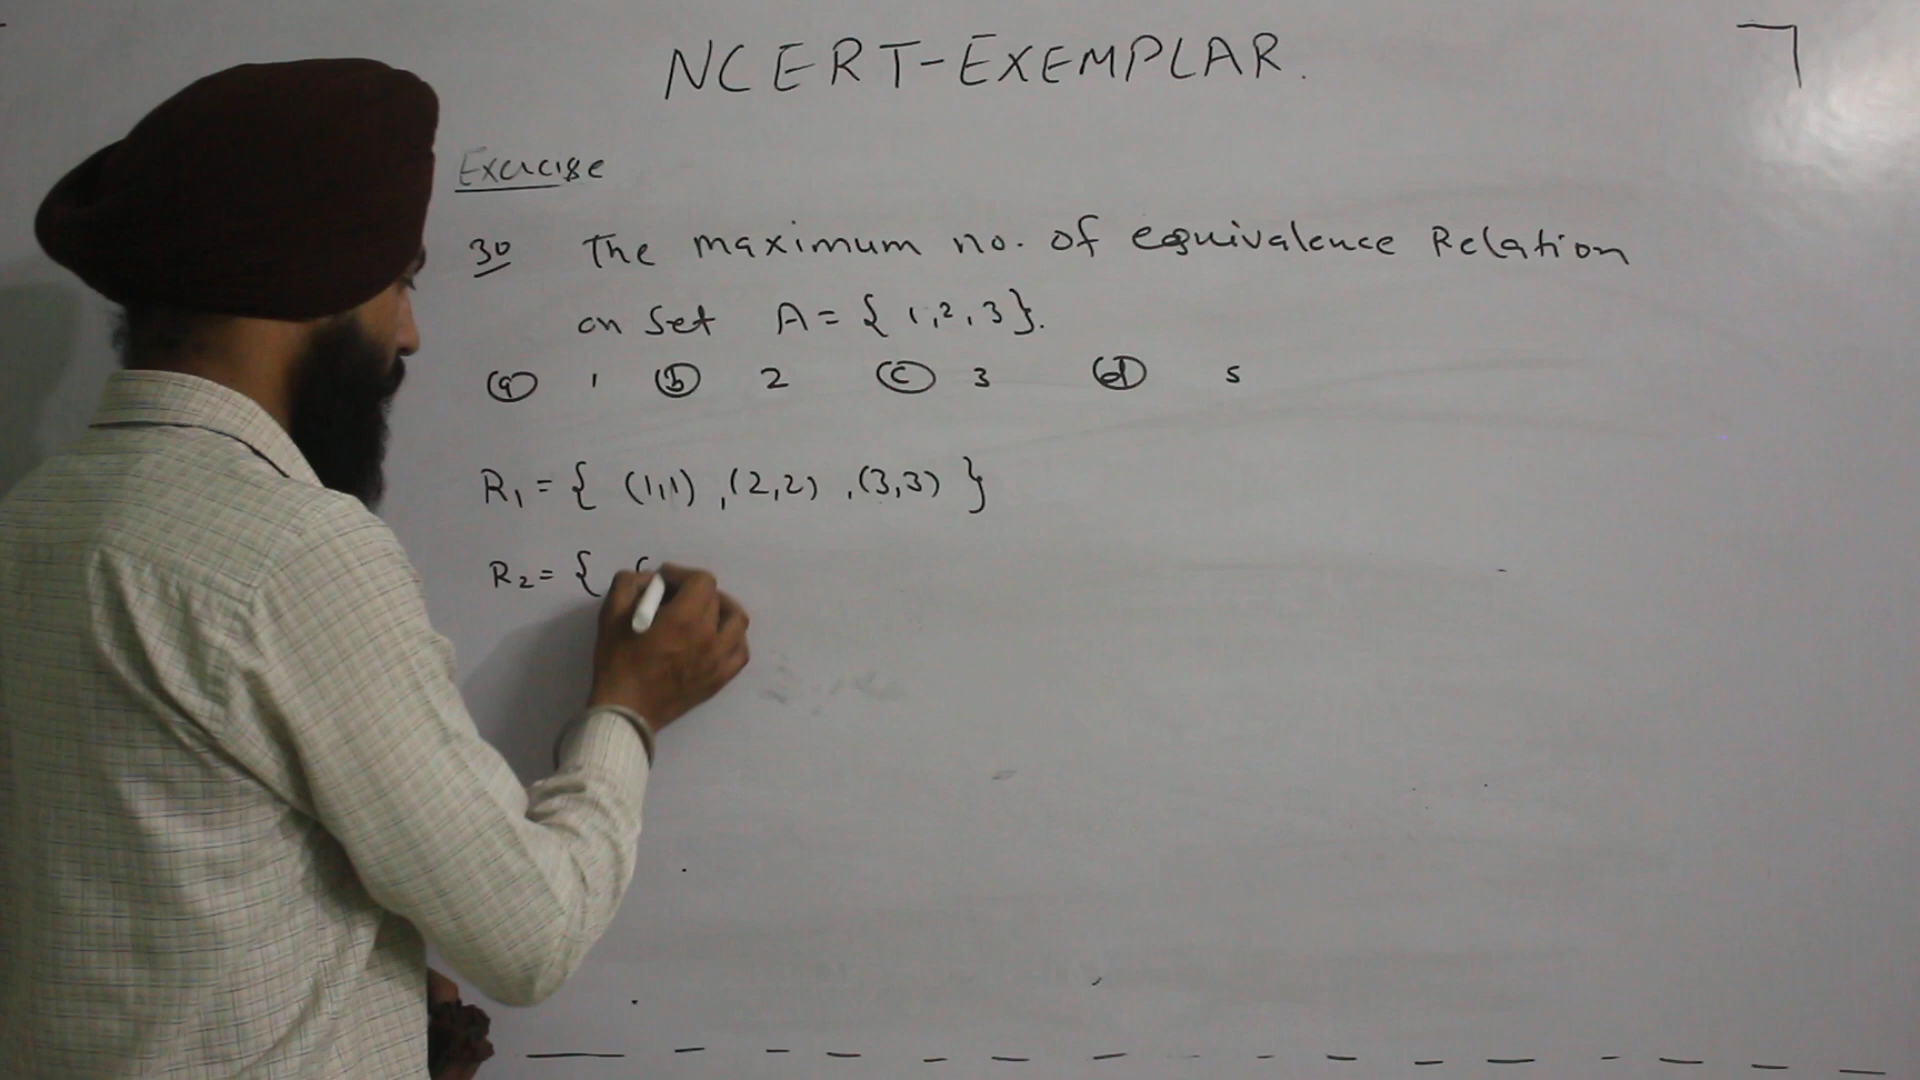 NCERT-EXEMPLAR.
Exercise
30 The maximum no. of equivalence Relation
on Set A = { 1, 2, 3 }.
(a) 1 (b) 2 (c) 3 (d) 5
R₁ = { (1,1) , (2,2) , (3,3) }
R₂ = { (